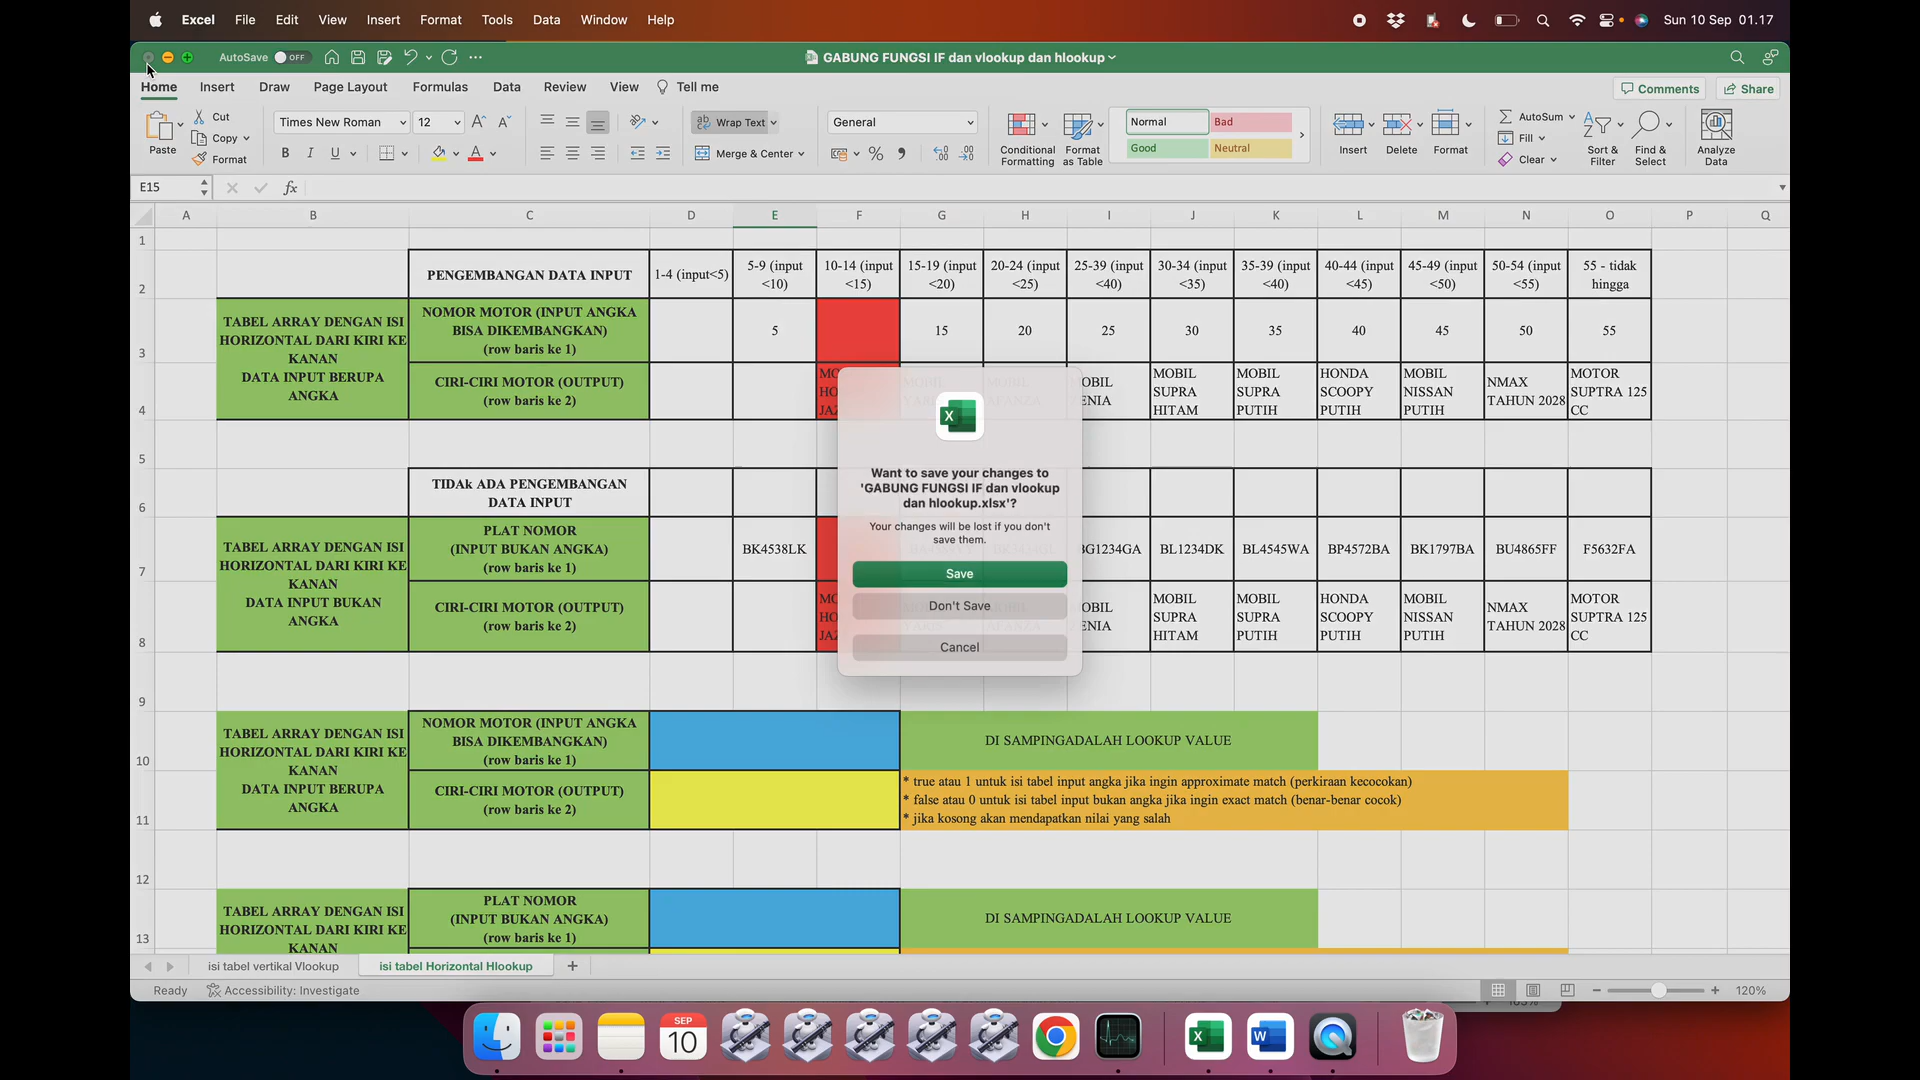 Excel File Edit View Insert Format Tools Data Window Help Sun 10 Sep 01.17
AutoSave OFF GABUNG FUNGSI IF dan vlookup dan hlookup
Home Insert Draw Page Layout Formulas Data Review View Tell me Comments Share
Paste
Cut
Copy
Format
Times New Roman 12
B I U
Wrap Text
Merge & Center
General
%
Conditional Formatting
Format as Table
Normal Bad
Good Neutral
Insert Delete Format
AutoSum
Fill
Clear
Sort & Filter
Find & Select
Analyze Data
E15 fx
A B C D E F G H I J K L M N O P Q
1
2
PENGEMBANGAN DATA INPUT
1-4 (input<5)
5-9 (input <10)
10-14 (input <15)
15-19 (input <20)
20-24 (input <25)
25-39 (input <40)
30-34 (input <35)
35-39 (input <40)
40-44 (input <45)
45-49 (input <50)
50-54 (input <55)
55 - tidak hingga
TABEL ARRAY DENGAN ISI
HORIZONTAL DARI KIRI KE
KANAN
DATA INPUT BERUPA
ANGKA
3
NOMOR MOTOR (INPUT ANGKA
BISA DIKEMBANGKAN)
(row baris ke 1)
5 15 20 25 30 35 40 45 50 55
4
CIRI-CIRI MOTOR (OUTPUT)
(row baris ke 2)
MOBIL SUPRA HITAM
MOBIL SUPRA PUTIH
HONDA SCOOPY PUTIH
MOBIL NISSAN PUTIH
NMAX TAHUN 2028
MOTOR SUPTRA 125 CC
5
6
TIDAk ADA PENGEMBANGAN
DATA INPUT
TABEL ARRAY DENGAN ISI
HORIZONTAL DARI KIRI KE
KANAN
DATA INPUT BUKAN
ANGKA
7
PLAT NOMOR
(INPUT BUKAN ANGKA)
(row baris ke 1)
BK4538LK BG1234GA BL1234DK BL4545WA BP4572BA BK1797BA BU4865FF F5632FA
8
CIRI-CIRI MOTOR (OUTPUT)
(row baris ke 2)
MOBIL SUPRA HITAM
MOBIL SUPRA PUTIH
HONDA SCOOPY PUTIH
MOBIL NISSAN PUTIH
NMAX TAHUN 2028
MOTOR SUPTRA 125 CC
Want to save your changes to
'GABUNG FUNGSI IF dan vlookup
dan hlookup.xlsx'?
Your changes will be lost if you don't
save them.
Save
Don't Save
Cancel
9
TABEL ARRAY DENGAN ISI
HORIZONTAL DARI KIRI KE
KANAN
DATA INPUT BERUPA
ANGKA
10
NOMOR MOTOR (INPUT ANGKA
BISA DIKEMBANGKAN)
(row baris ke 1)
DI SAMPINGADALAH LOOKUP VALUE
11
CIRI-CIRI MOTOR (OUTPUT)
(row baris ke 2)
* true atau 1 untuk isi tabel input angka jika ingin approximate match (perkiraan kecocokan)
* false atau 0 untuk isi tabel input bukan angka jika ingin exact match (benar-benar cocok)
* jika kosong akan mendapatkan nilai yang salah
12
13
TABEL ARRAY DENGAN ISI
HORIZONTAL DARI KIRI KE
KANAN
PLAT NOMOR
(INPUT BUKAN ANGKA)
(row baris ke 1)
DI SAMPINGADALAH LOOKUP VALUE
isi tabel vertikal Vlookup isi tabel Horizontal Hlookup
Ready Accessibility: Investigate 120%
SEP
10